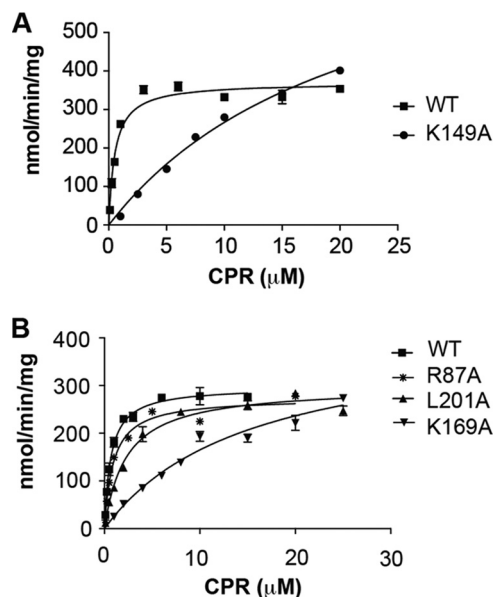 A
nmol/min/mg
500
400
300
200
100
0
0 5 10 15 20 25
CPR (μM)
WT
K149A
B
nmol/min/mg
400
300
200
100
0
0 10 20 30
CPR (μM)
WT
R87A
L201A
K169A